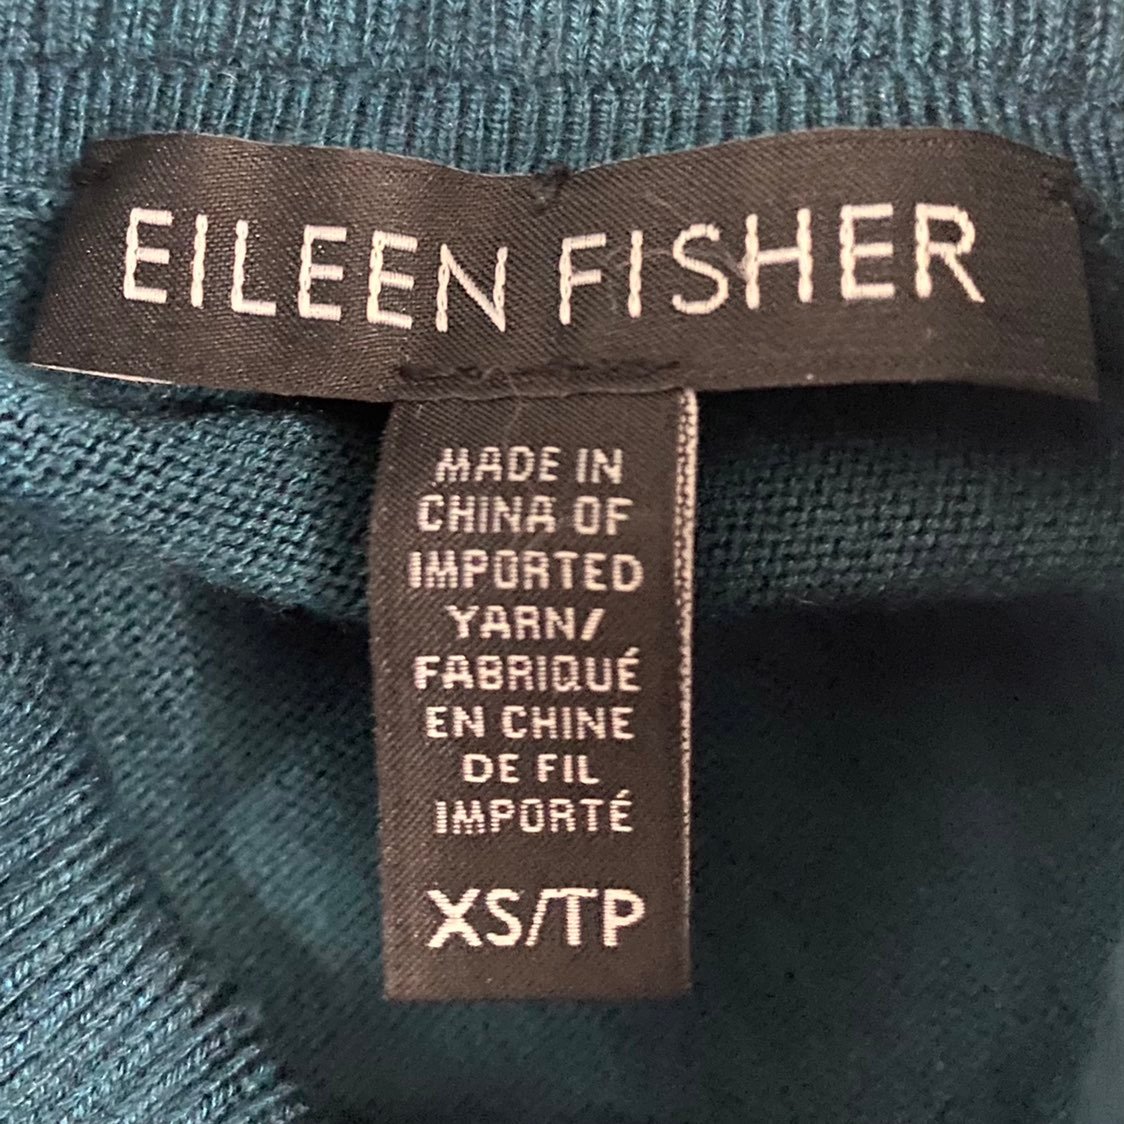 EILEEN FISHER
MADE IN
CHINA OF
IMPORTED
YARN/
FABRIQUÉ
EN CHINE
DE FIL
IMPORTÉ
XS/TP